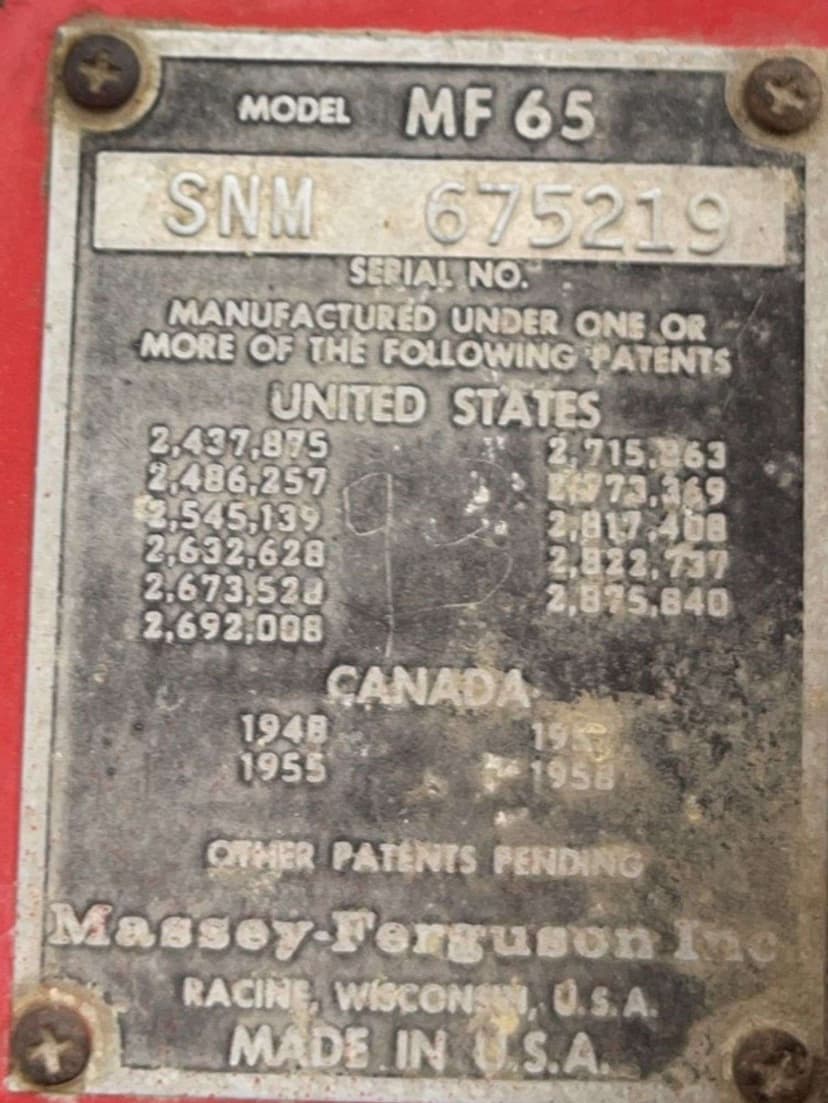 MODEL MF 65
SNM 675219
SERIAL NO.
MANUFACTURED UNDER ONE OR
MORE OF THE FOLLOWING PATENTS
UNITED STATES
2,437,875
2,486,257
2,545,139
2,632,628
2,692,008
2,817,408
2,822,737
2,875,840
CANADA
1948
1955 1958
OTHER PATENTS PENDING
Massey-Ferguson Inc
RACINE, WISCONSIN, U.S.A.
MADE IN U.S.A.